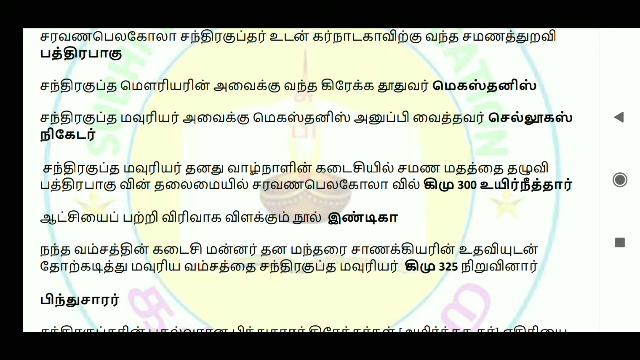 சரவணபெலகோலா சந்திரகுப்தர் உடன் கர்நாடகாவிற்கு வந்த சமணத்துறவி
பத்திரபாகு
சந்திரகுப்த மௌரியரின் அவைக்கு வந்த கிரேக்க தூதுவர் மெகஸ்தனிஸ்
சந்திரகுப்த மவுரியர் அவைக்கு மெகஸ்தனிஸ் அனுப்பி வைத்தவர் செல்லூகஸ்
நிகேடர்
சந்திரகுப்த மவுரியர் தனது வாழ்நாளின் கடைசியில் சமண மதத்தை தழுவி
பத்திரபாகு வின் தலைமையில் சரவணபெலகோலா வில் கிமு 300 உயிர்நீத்தார்
ஆட்சியைப் பற்றி விரிவாக விளக்கும் நூல் இண்டிகா
நந்த வம்சத்தின் கடைசி மன்னர் தன மந்தரை சாணக்கியரின் உதவியுடன்
தோற்கடித்து மவுரிய வம்சத்தை சந்திரகுப்த மவுரியர் கிமு 325 நிறுவினார்
பிந்துசாரர்